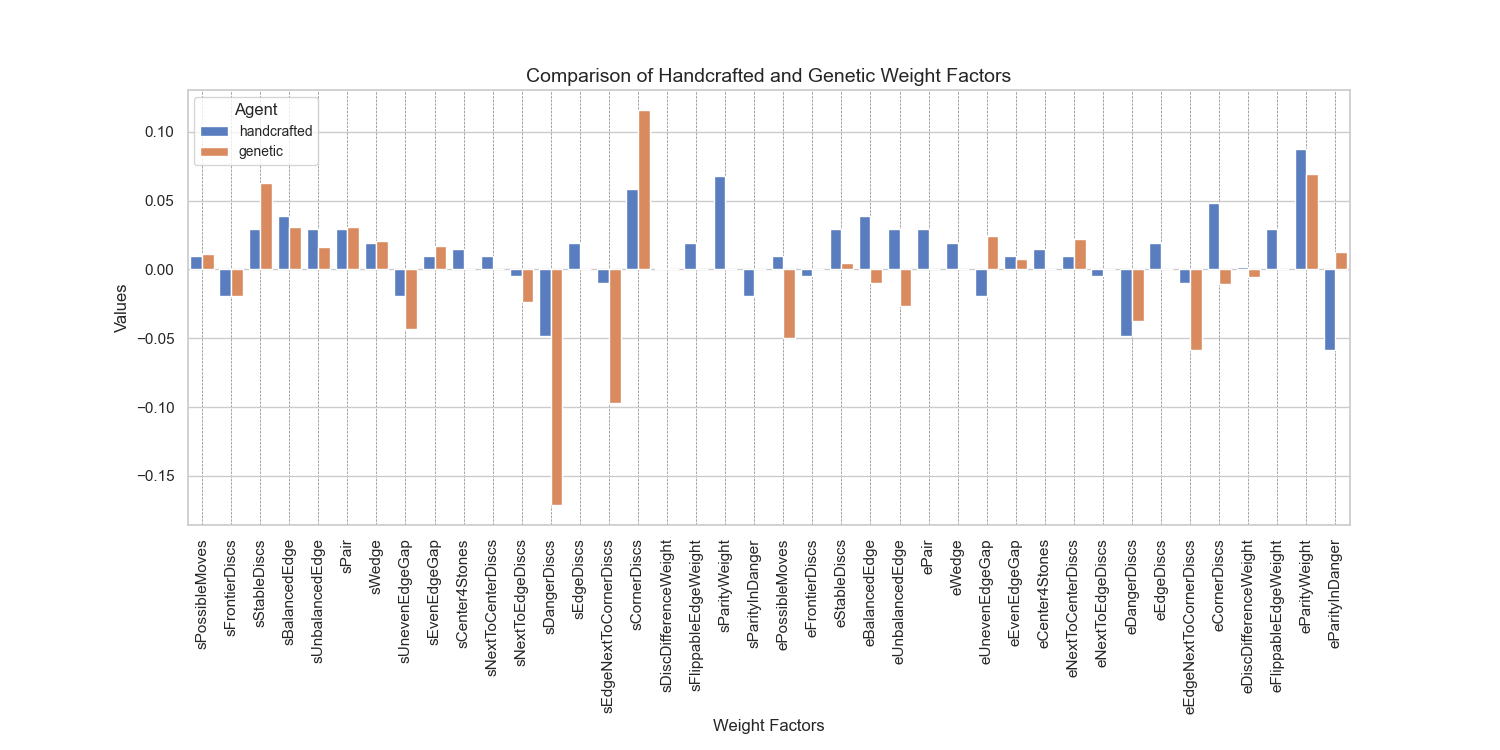 Comparison of Handcrafted and Genetic Weight Factors
Agent
handcrafted
genetic
Values
0.10
0.05
0.00
−0.05
−0.10
−0.15
sPossibleMoves
sFrontierDiscs
sStableDiscs
sBalancedEdge
sUnbalancedEdge
sPair
sWedge
sUnevenEdgeGap
sEvenEdgeGap
sCenter4Stones
sNextToCenterDiscs
sNextToEdgeDiscs
sDangerDiscs
sEdgeDiscs
sEdgeNextToCornerDiscs
sCornerDiscs
sDiscDifferenceWeight
sFlippableEdgeWeight
sParityWeight
sParityInDanger
ePossibleMoves
eFrontierDiscs
eStableDiscs
eBalancedEdge
eUnbalancedEdge
ePair
eWedge
eUnevenEdgeGap
eEvenEdgeGap
eCenter4Stones
eNextToCenterDiscs
eNextToEdgeDiscs
eDangerDiscs
eEdgeDiscs
eEdgeNextToCornerDiscs
eCornerDiscs
eDiscDifferenceWeight
eFlippableEdgeWeight
eParityWeight
eParityInDanger
Weight Factors